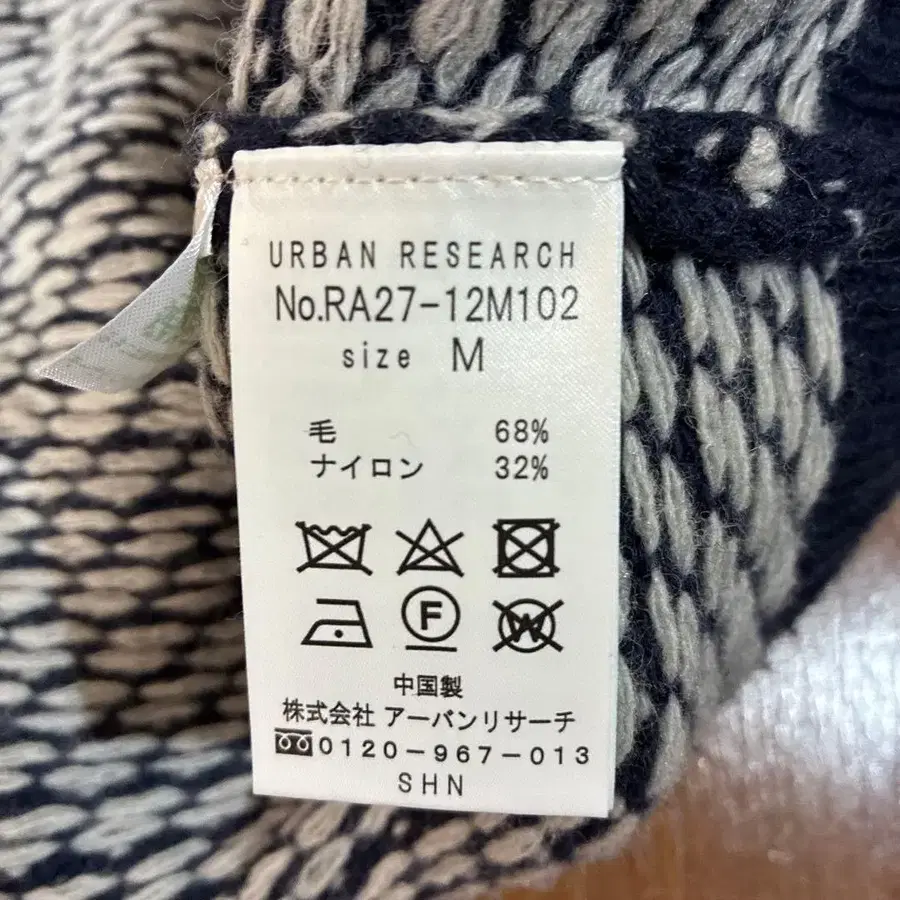 URBAN RESEARCH
No.RA27-12M102
size M
毛 68%
ナイロン 32%
F
W
中国製
株式会社 アーバンリサーチ
0120-967-013
SHN